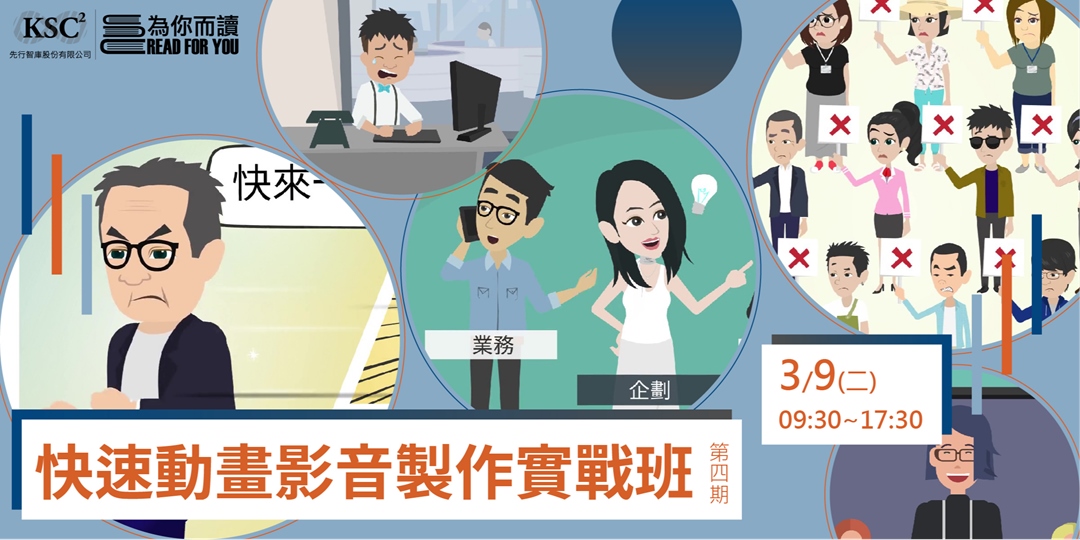 KSC²
先行智庫股份有限公司
為你而讀
READ FOR YOU
快來
業務
企劃
3/9(二)
09:30~17:30
快速動畫影音製作實戰班
第四期